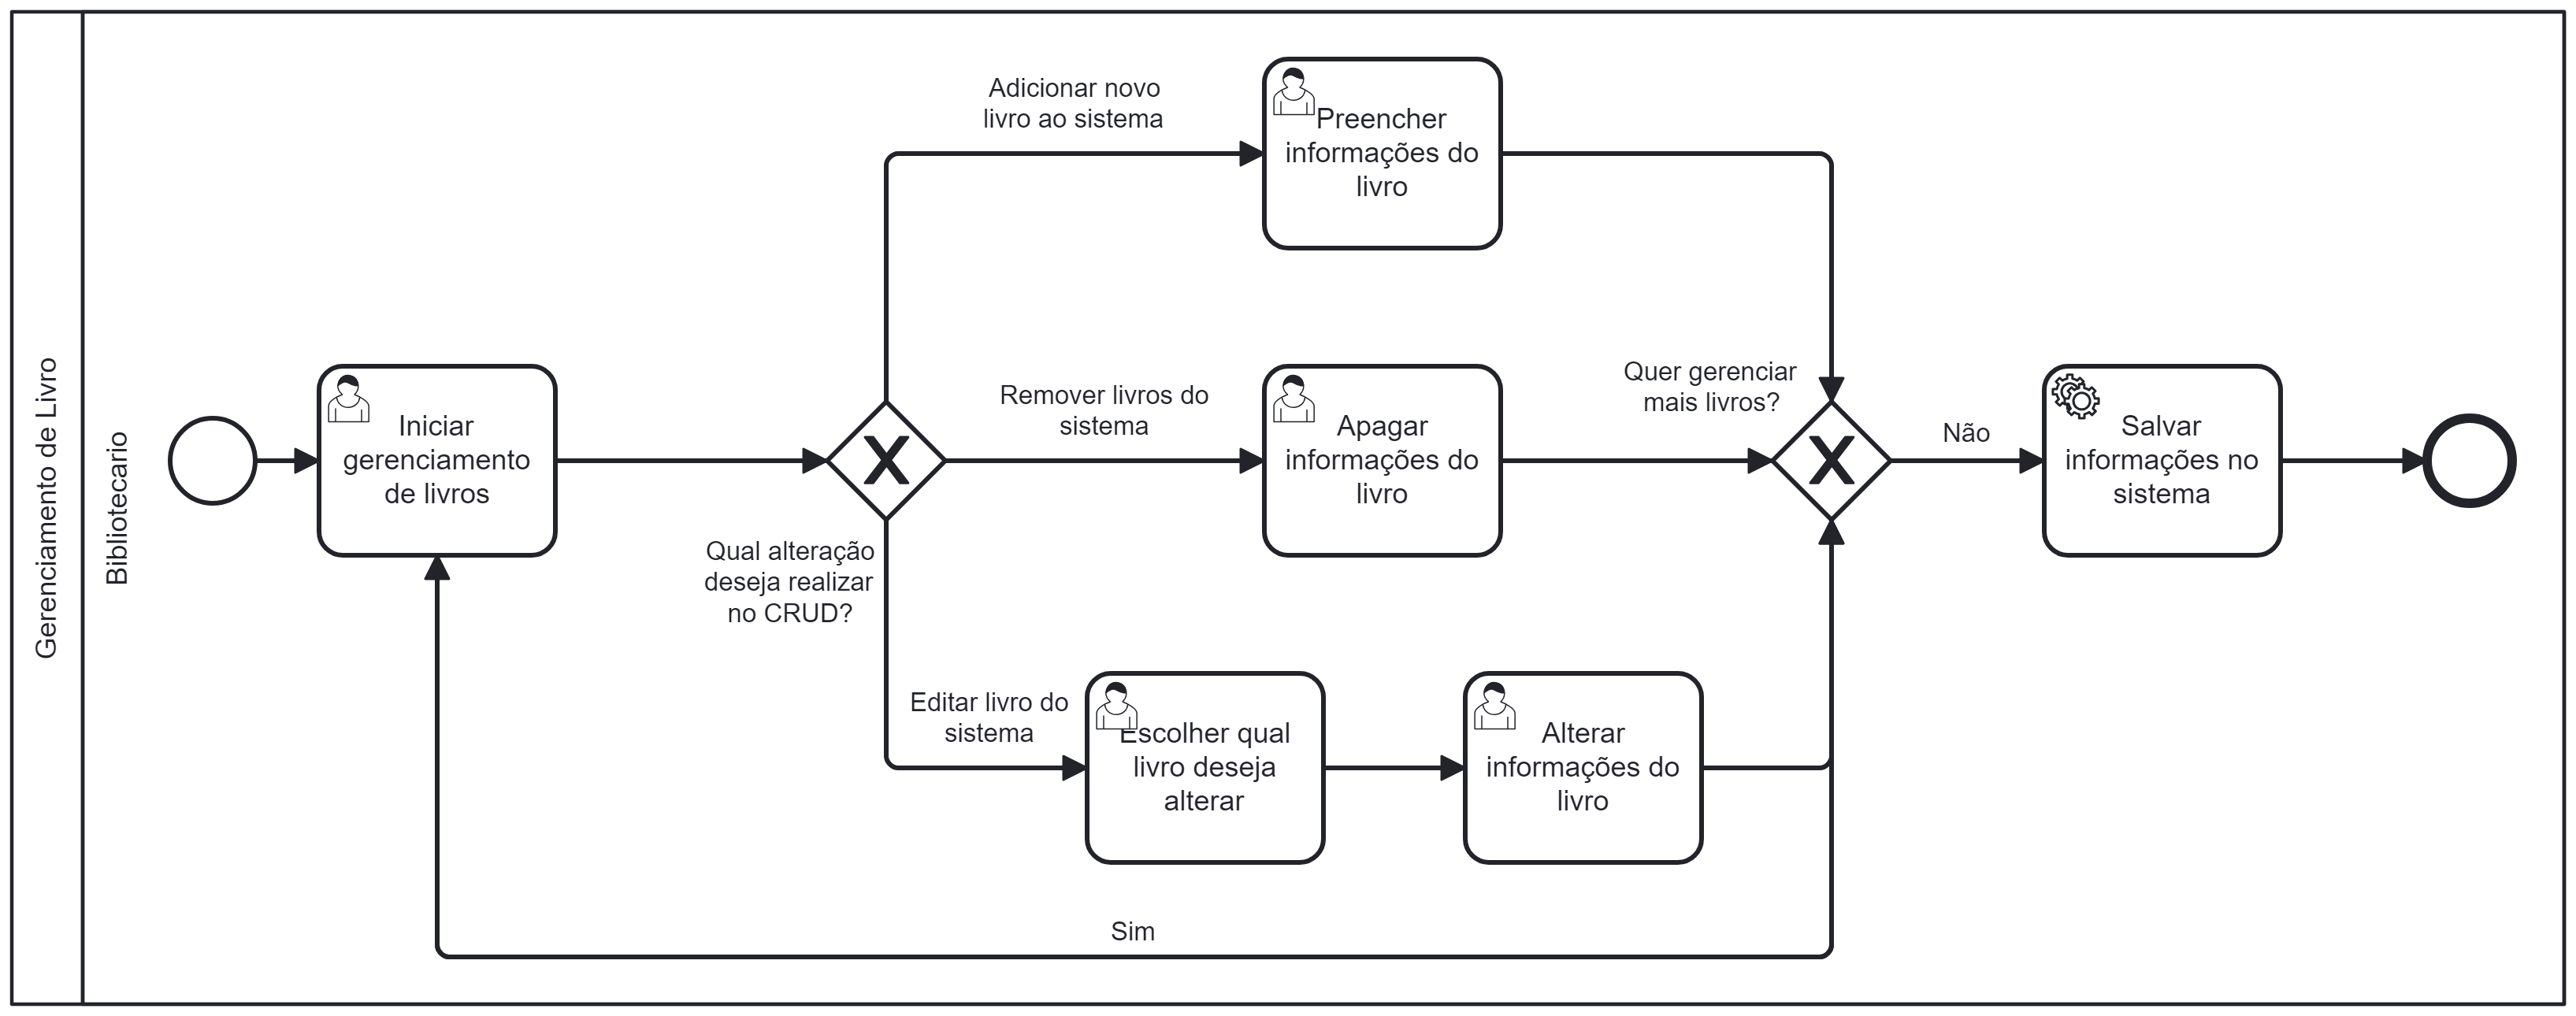 Gerenciamento de Livro
Bibliotecario
Iniciar
gerenciamento
de livros
Qual alteração
deseja realizar
no CRUD?
Adicionar novo
livro ao sistema
Preencher
informações do
livro
Remover livros do
sistema
Apagar
informações do
livro
Editar livro do
sistema
Escolher qual
livro deseja
alterar
Alterar
informações do
livro
Quer gerenciar
mais livros?
Não
Salvar
informações no
sistema
Sim